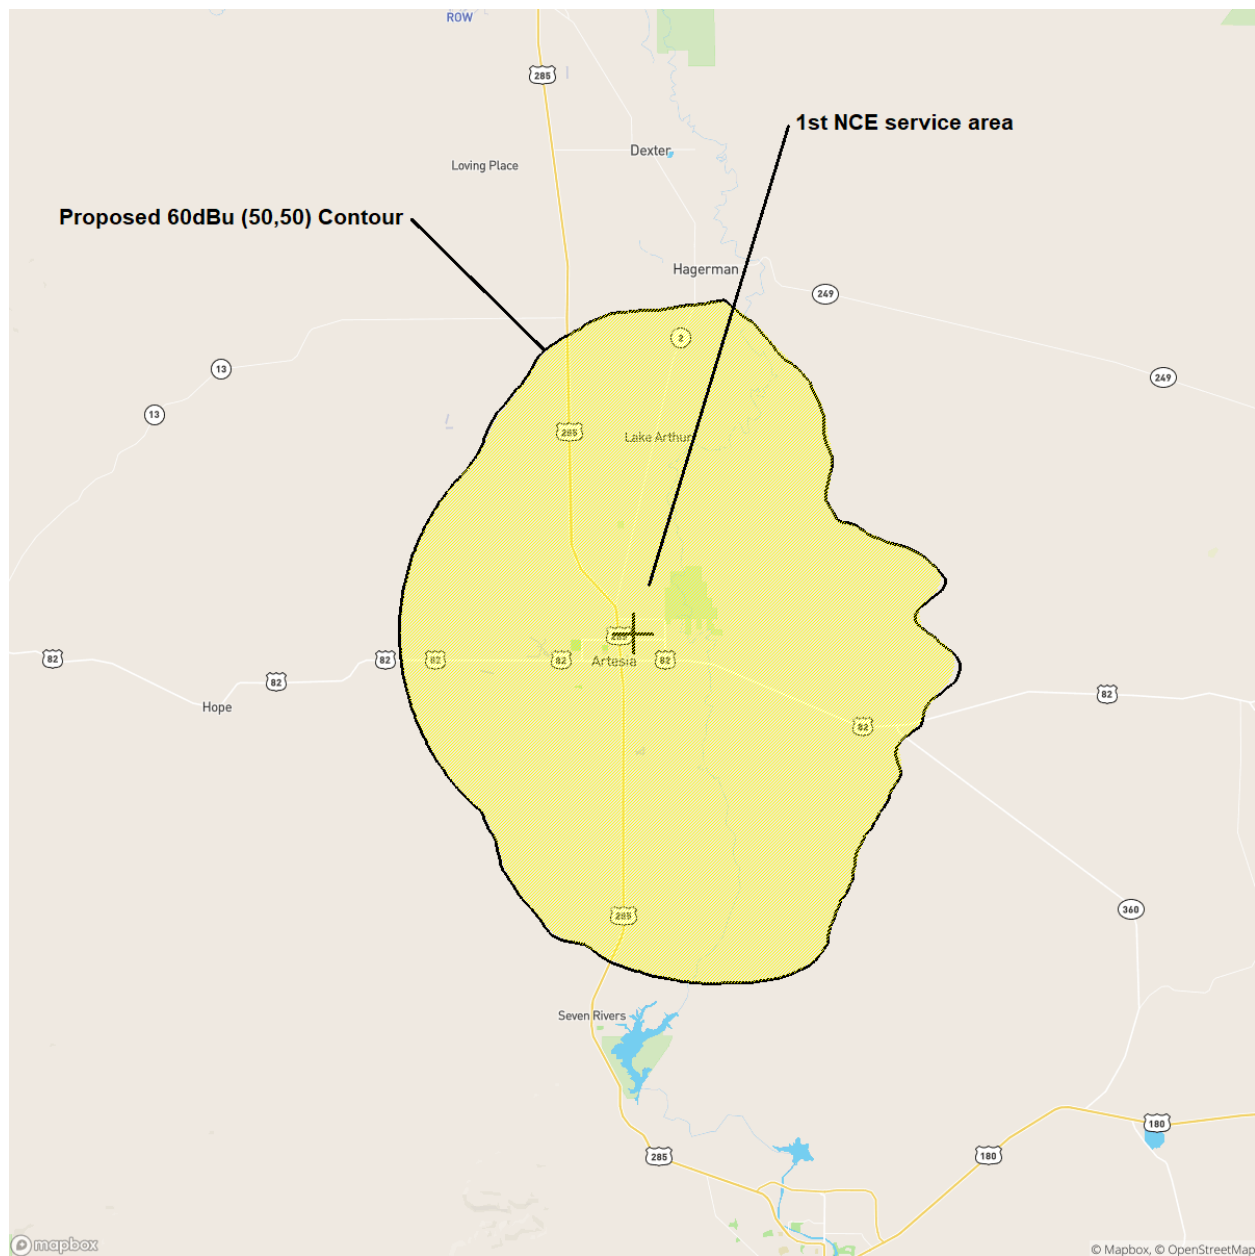 ROW
285
1st NCE service area
Dexter
Loving Place
Proposed 60dBu (50,50) Contour
Hagerman
249
2
13
249
13
285
Lake Arthur
285
82
82
82
82
Artesia
82
82
82
Hope
82
360
285
Seven Rivers
180
285
180
mapbox
© Mapbox, © OpenStreetMap